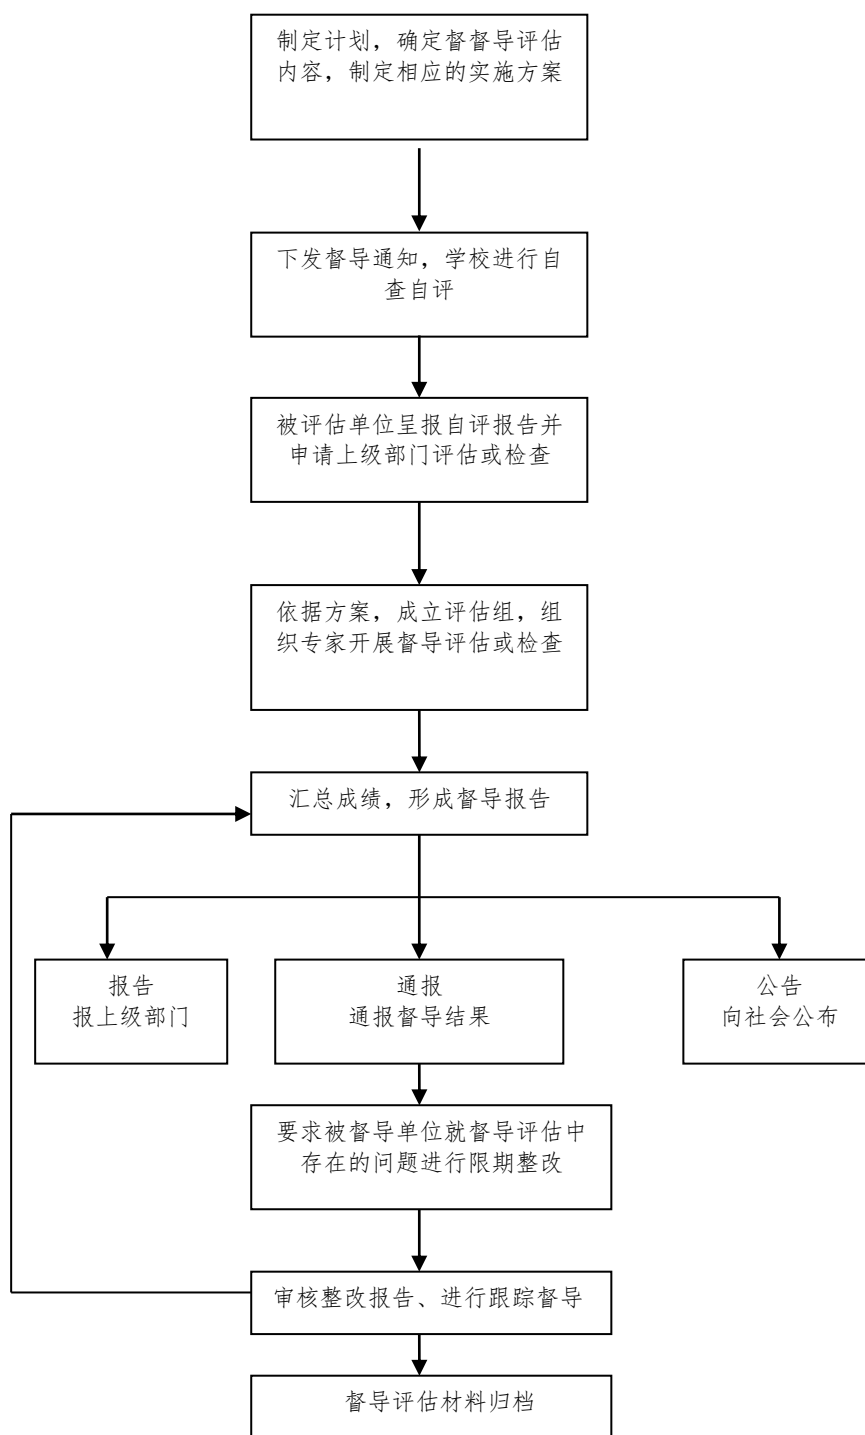 制定计划，确定督督导评估
内容，制定相应的实施方案
下发督导通知，学校进行自
查自评
被评估单位呈报自评报告并
申请上级部门评估或检查
依据方案，成立评估组，组
织专家开展督导评估或检查
汇总成绩，形成督导报告
报告
报上级部门
通报
通报督导结果
公告
向社会公布
要求被督导单位就督导评估中
存在的问题进行限期整改
审核整改报告、进行跟踪督导
督导评估材料归档